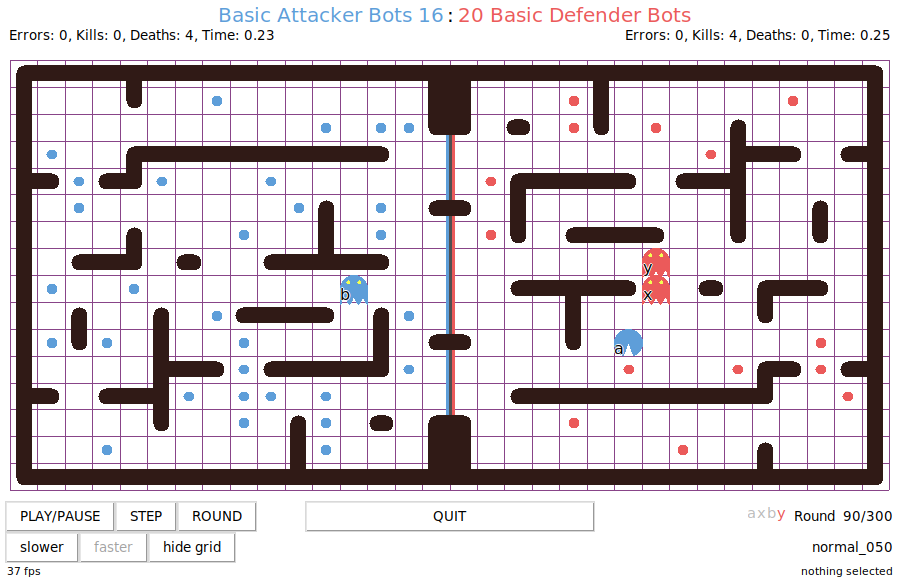 Basic Attacker Bots 16 : 20 Basic Defender Bots
Errors: 0, Kills: 0, Deaths: 4, Time: 0.23
Errors: 0, Kills: 4, Deaths: 0, Time: 0.25
y
b
x
a
PLAY/PAUSE
STEP
ROUND
QUIT
axby
Round 90/300
slower
faster
hide grid
normal_050
37 fps
nothing selected